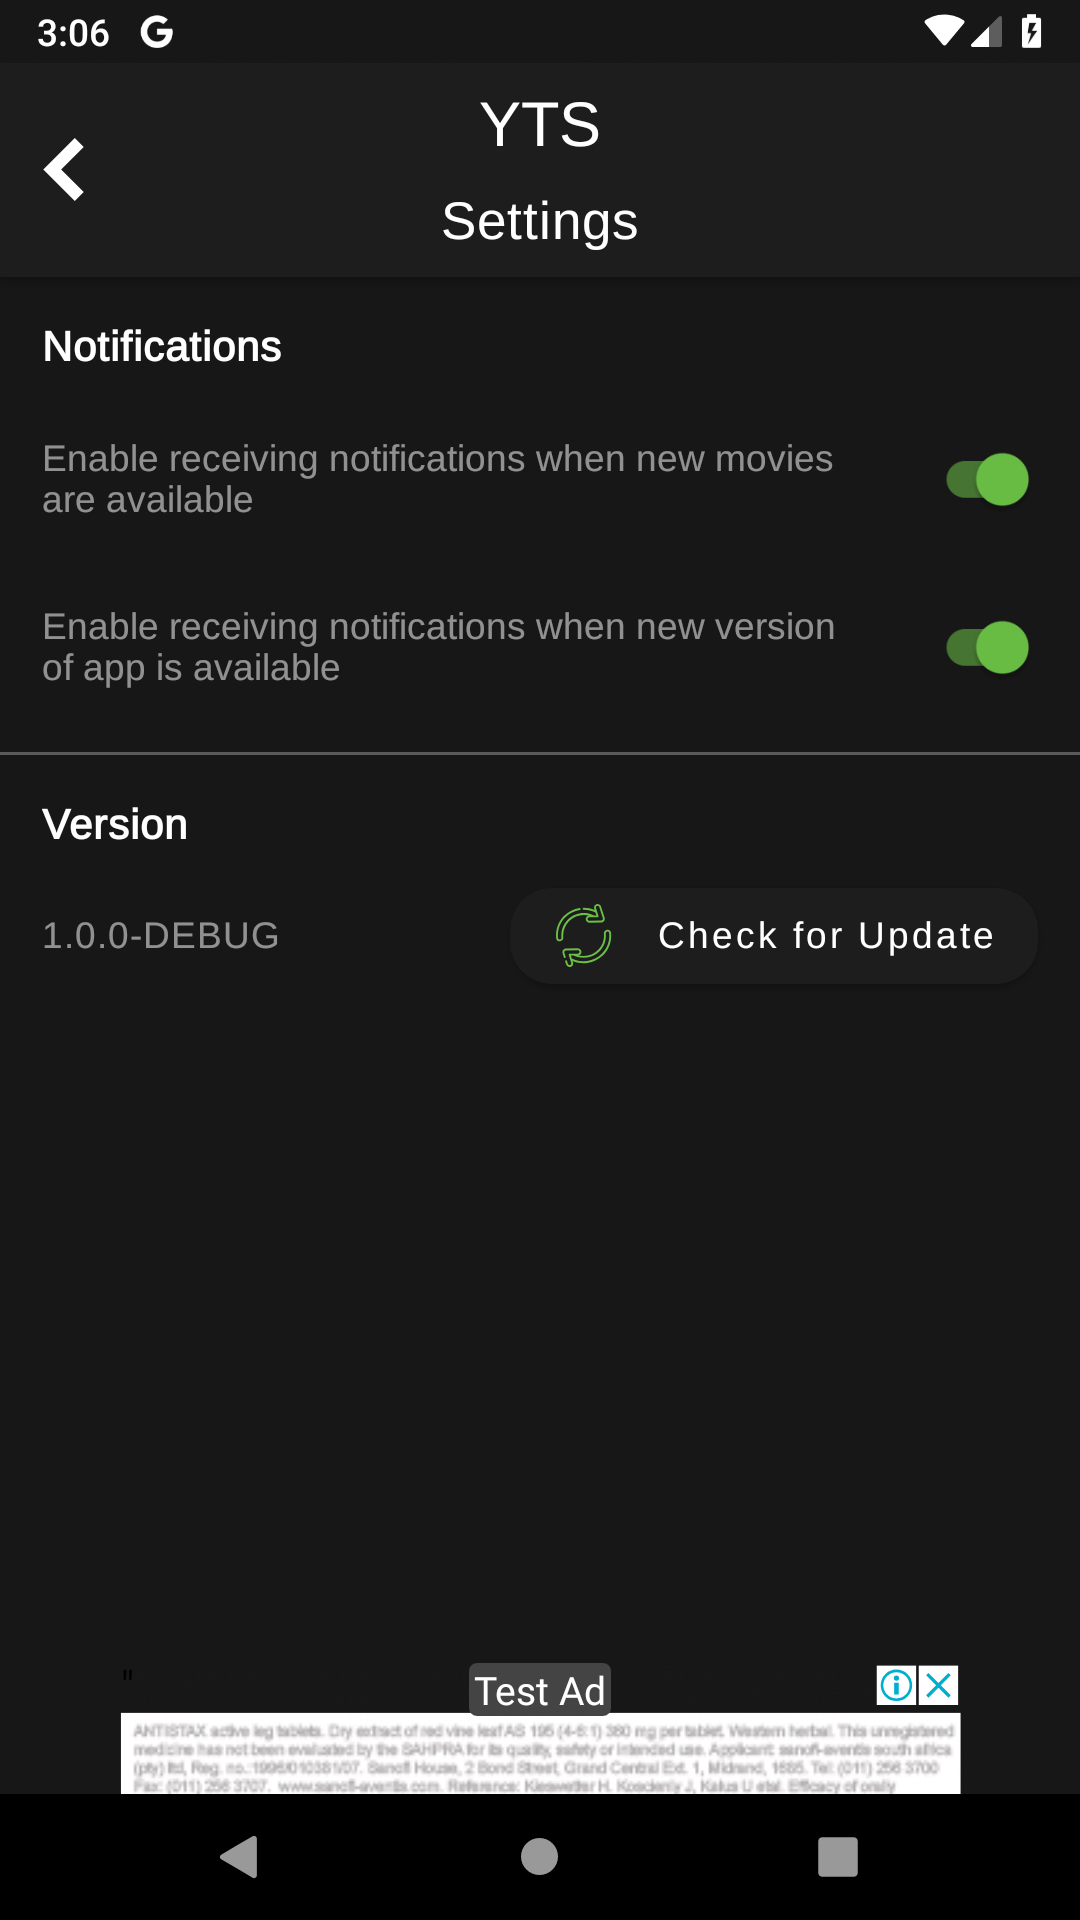 3:06 G
YTS
Settings
Notifications
Enable receiving notifications when new movies
are available
Enable receiving notifications when new version
of app is available
Version
1.0.0-DEBUG
Check for Update
"
Test Ad
ANTISTAX active leg tablets. Dry extract of red vine leaf AS 195 (4-6:1) 360 mg per tablet. Western herbal. This unregistered
medicine has not been evaluated by the SAHPRA for its quality, safety or intended use. Applicant: sanofi-aventis south africa
(pty) ltd, Reg. no.:1996/010381/07. Sanofi House, 2 Bond Street, Grand Central Ext. 1, Midrand, 1685. Tel: (011) 256 3700
Fax: (011) 256 3707. www.sanofi-aventis.com. Reference: Kieswetter H, Koscielny J, Kalus U etal. Efficacy of orally